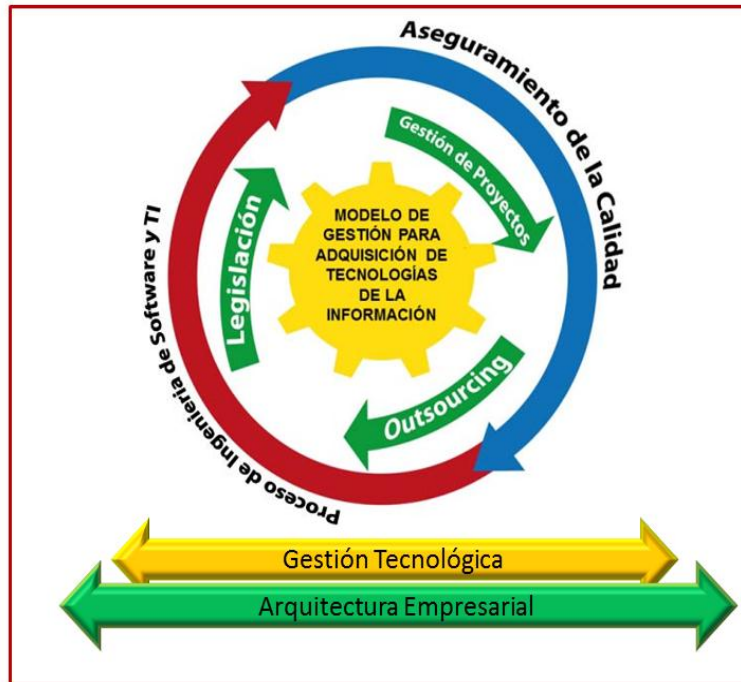 Aseguramiento de la Calidad
Gestión de Proyectos
MODELO DE
GESTIÓN PARA
ADQUISICIÓN DE
TECNOLOGÍAS
DE LA
INFORMACIÓN
Legislación
Outsourcing
Proceso de Ingeniería de Software y TI
Gestión Tecnológica
Arquitectura Empresarial